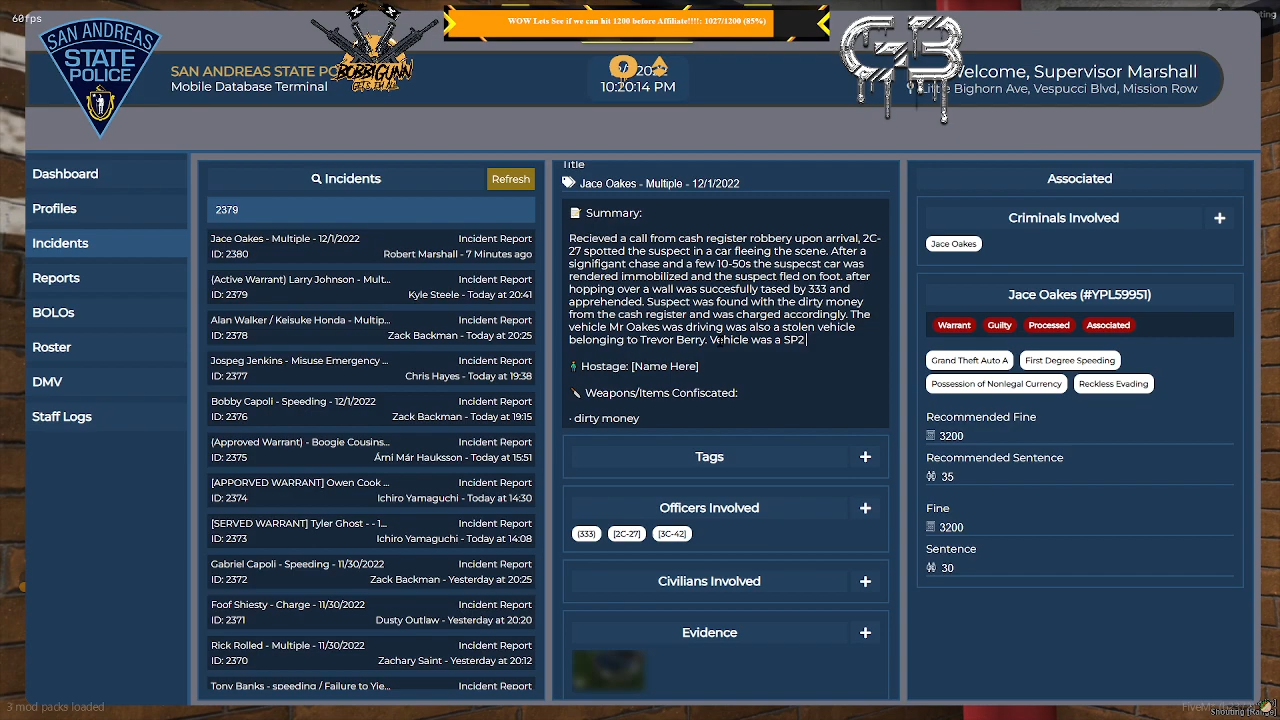 68fps
WOW Lets See if we can hit 1200 before Affiliate!!!!: 1027/1200 (85%)
SAN ANDREAS
STATE
POLICE
SAN ANDREAS STATE PO
Mobile Database Terminal
BOBBIGUNN
10:20:14 PM
GB
elcome, Supervisor Marshall
Little Bighorn Ave, Vespucci Blvd, Mission Row
Dashboard
Profiles
Incidents
Reports
BOLOs
Roster
DMV
Staff Logs
Incidents
Refresh
2379
Jace Oakes - Multiple - 12/1/2022 Incident Report
ID: 2380 Robert Marshall - 7 Minutes ago
(Active Warrant) Larry Johnson - Mult... Incident Report
ID: 2379 Kyle Steele - Today at 20:41
Alan Walker / Keisuke Honda - Multip... Incident Report
ID: 2378 Zack Backman - Today at 20:25
Jospeg Jenkins - Misuse Emergency ... Incident Report
ID: 2377 Chris Hayes - Today at 19:38
Bobby Capoli - Speeding - 12/1/2022 Incident Report
ID: 2376 Zack Backman - Today at 19:15
(Approved Warrant) - Boogie Cousins... Incident Report
ID: 2375 Árni Már Hauksson - Today at 15:51
[APPORVED WARRANT] Owen Cook ... Incident Report
ID: 2374 Ichiro Yamaguchi - Today at 14:30
[SERVED WARRANT] Tyler Ghost - - 1... Incident Report
ID: 2373 Ichiro Yamaguchi - Today at 14:08
Gabriel Capoli - Speeding - 11/30/2022 Incident Report
ID: 2372 Zack Backman - Yesterday at 20:25
Foof Shiesty - Charge - 11/30/2022 Incident Report
ID: 2371 Dusty Outlaw - Yesterday at 20:20
Rick Rolled - Multiple - 11/30/2022 Incident Report
ID: 2370 Zachary Saint - Yesterday at 20:12
Tony Banks - speeding / Failure to Yie... Incident Report
Title
Jace Oakes - Multiple - 12/1/2022
Summary:
Recieved a call from cash register robbery upon arrival, 2C-
27 spotted the suspect in a car fleeing the scene. After a
signifigant chase and a few 10-50s the suspecst car was
rendered immobilized and the suspect fled on foot. after
hopping over a wall was succesfully tased by 333 and
apprehended. Suspect was found with the dirty money
from the cash register and was charged accordingly. The
vehicle Mr Oakes was driving was also a stolen vehicle
belonging to Trevor Berry. Vehicle was a SP2
Hostage: [Name Here]
Weapons/Items Confiscated:
· dirty money
Tags
Officers Involved
(333) [2C-27] [3C-42]
Civilians Involved
Evidence
Associated
Criminals Involved
Jace Oakes
Jace Oakes (#YPL59951)
Warrant Guilty Processed Associated
Grand Theft Auto A First Degree Speeding
Possession of Nonlegal Currency Reckless Evading
Recommended Fine
3200
Recommended Sentence
35
Fine
3200
Sentence
30
3 mod packs loaded